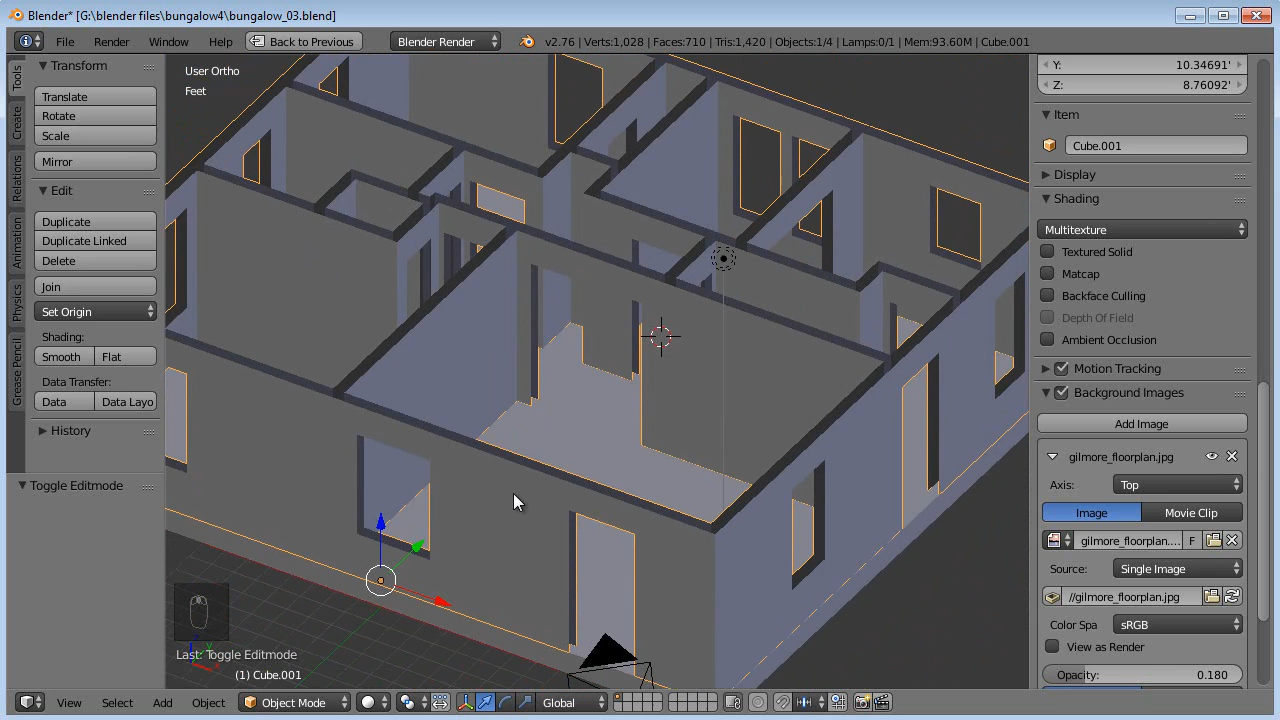 Blender* [G:\blender files\bungalow4\bungalow_03.blend]
File Render Window Help Back to Previous Blender Render v2.76 | Verts:1,028 | Faces:710 | Tris:1,420 | Objects:1/4 | Lamps:0/1 | Mem:93.60M | Cube.001
Tools
Create
Relations
Animation
Physics
Grease Pencil
Transform
Translate
Rotate
Scale
Mirror
Edit
Duplicate
Duplicate Linked
Delete
Join
Set Origin
Shading:
Smooth Flat
Data Transfer:
Data Data Layo
History
Toggle Editmode
User Ortho
Feet
Last: Toggle Editmode
(1) Cube.001
Y: 10.34691'
Z: 8.76092'
Item
Cube.001
Display
Shading
Multitexture
Textured Solid
Matcap
Backface Culling
Depth Of Field
Ambient Occlusion
Motion Tracking
Background Images
Add Image
gilmore_floorplan.jpg
Axis: Top
Image Movie Clip
gilmore_floorplan.... F
Source: Single Image
//gilmore_floorplan.jpg
Color Spa sRGB
View as Render
Opacity: 0.180
View Select Add Object Object Mode Global